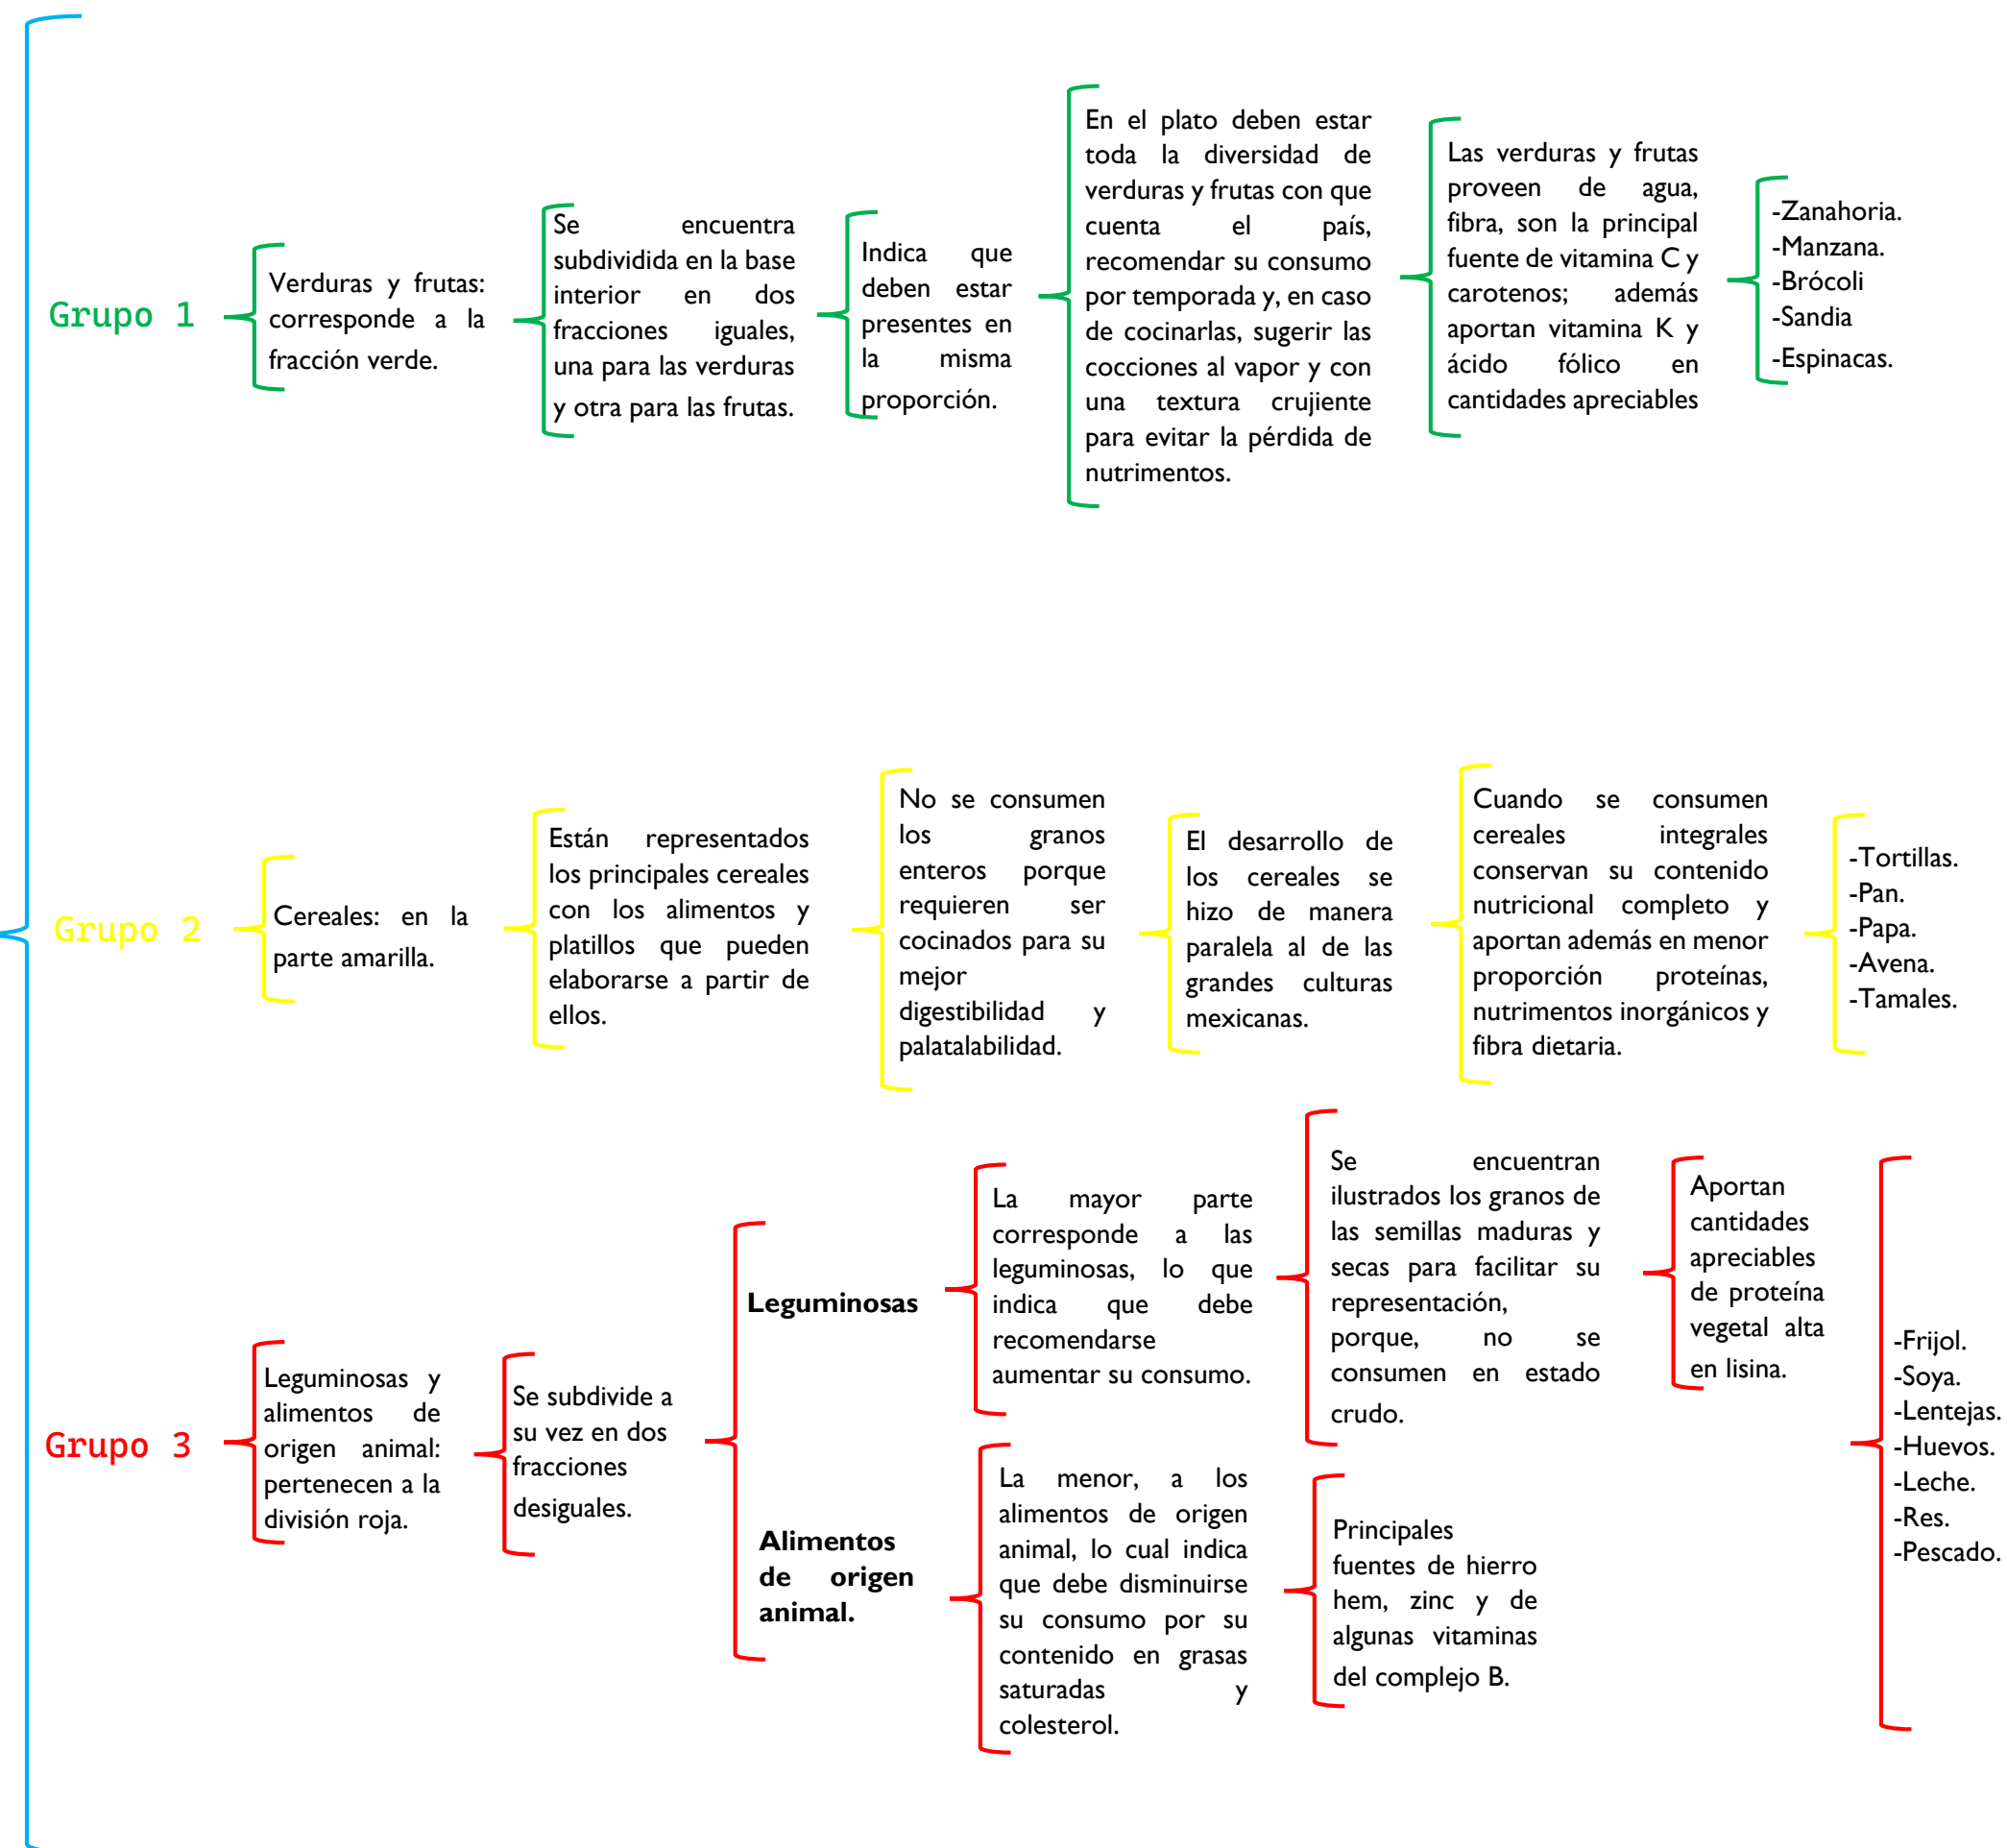 Grupo 1
Verduras y frutas:
corresponde a la
fracción verde.
Se encuentra
subdividida en la base
interior en dos
fracciones iguales,
una para las verduras
y otra para las frutas.
Indica que
deben estar
presentes en
la misma
proporción.
En el plato deben estar
toda la diversidad de
verduras y frutas con que
cuenta el país,
recomendar su consumo
por temporada y, en caso
de cocinarlas, sugerir las
cocciones al vapor y con
una textura crujiente
para evitar la pérdida de
nutrimentos.
Las verduras y frutas
proveen de agua,
fibra, son la principal
fuente de vitamina C y
carotenos; además
aportan vitamina K y
ácido fólico en
cantidades apreciables
-Zanahoria.
-Manzana.
-Brócoli
-Sandia
-Espinacas.
Grupo 2
Cereales: en la
parte amarilla.
Están representados
los principales cereales
con los alimentos y
platillos que pueden
elaborarse a partir de
ellos.
No se consumen
los granos
enteros porque
requieren ser
cocinados para su
mejor
digestibilidad y
palatalabilidad.
El desarrollo de
los cereales se
hizo de manera
paralela al de las
grandes culturas
mexicanas.
Cuando se consumen
cereales integrales
conservan su contenido
nutricional completo y
aportan además en menor
proporción proteínas,
nutrimentos inorgánicos y
fibra dietaria.
-Tortillas.
-Pan.
-Papa.
-Avena.
-Tamales.
Grupo 3
Leguminosas y
alimentos de
origen animal:
pertenecen a la
división roja.
Se subdivide a
su vez en dos
fracciones
desiguales.
Leguminosas
La mayor parte
corresponde a las
leguminosas, lo que
indica que debe
recomendarse
aumentar su consumo.
Se encuentran
ilustrados los granos de
las semillas maduras y
secas para facilitar su
representación,
porque, no se
consumen en estado
crudo.
Aportan
cantidades
apreciables
de proteína
vegetal alta
en lisina.
Alimentos
de origen
animal.
La menor, a los
alimentos de origen
animal, lo cual indica
que debe disminuirse
su consumo por su
contenido en grasas
saturadas y
colesterol.
Principales
fuentes de hierro
hem, zinc y de
algunas vitaminas
del complejo B.
-Frijol.
-Soya.
-Lentejas.
-Huevos.
-Leche.
-Res.
-Pescado.